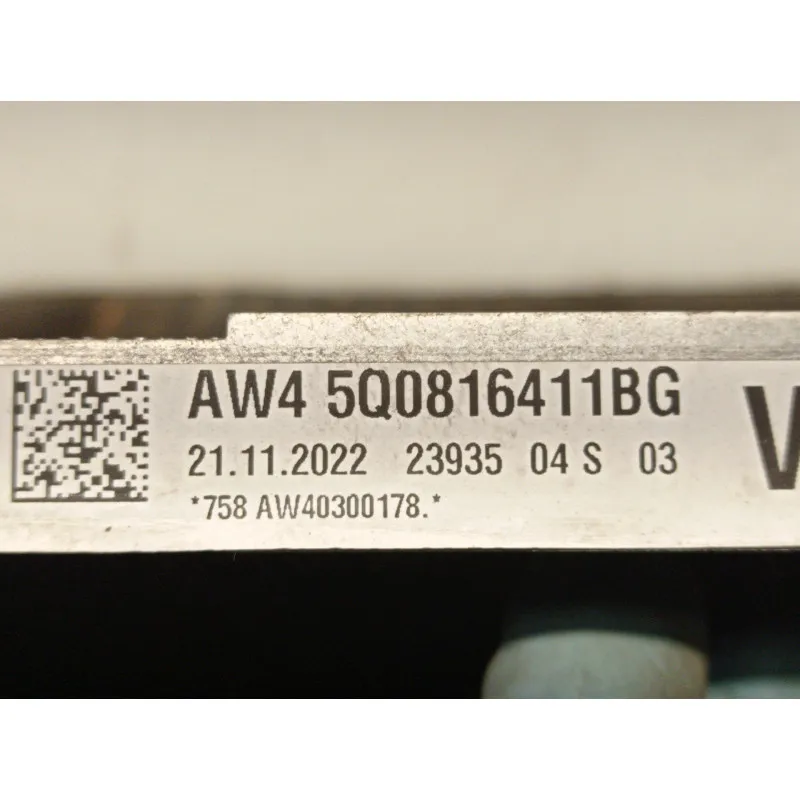 AW4 5Q0816411BG
21.11.2022 23935 04 S 03
*758 AW40300178.*